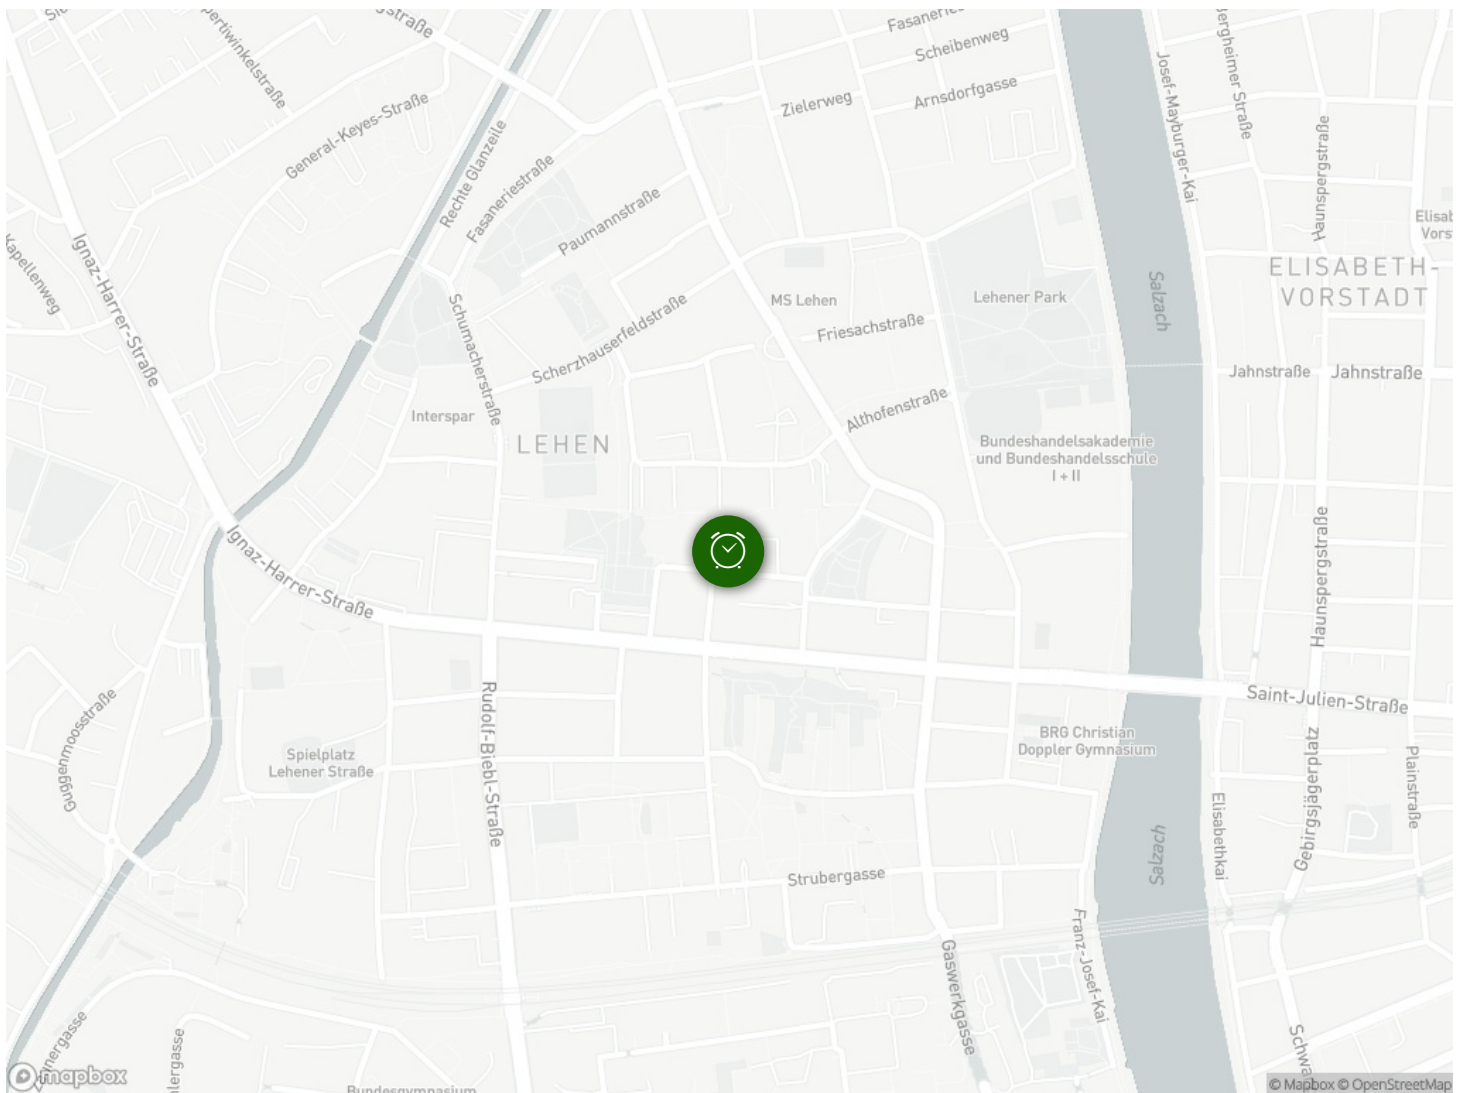 Fasanerie
Scheibenweg
Arnsdorfgasse
Zielerweg
Josef-Mayburger-Kai
Bergheimer Straße
Haunspergstraße
General-Keyes-Straße
Rechte Glanzeile
Fasaneriestraße
Paumannstraße
Kapellenweg
Ignaz-Harrer-Straße
Schumacherstraße
Scherzhauserfeldstraße
MS Lehen
Friesachstraße
Lehener Park
Salzach
ELISABETH-
VORSTADT
Jahnstraße
Jahnstraße
Interspar
LEHEN
Althofenstraße
Bundeshandelsakademie
und Bundeshandelsschule
I + II
Ignaz-Harrer-Straße
Haunspergstraße
Saint-Julien-Straße
Guggenmoosstraße
Rudolf-Biebl-Straße
Spielplatz
Lehener Straße
BRG Christian
Doppler Gymnasium
Elisabethkai
Gebirgsjägerplatz
Plainstraße
Salzach
Strubergasse
Franz-Josef-Kai
Gaswerkgasse
Bundesgymnasium
mapbox
© Mapbox © OpenStreetMap